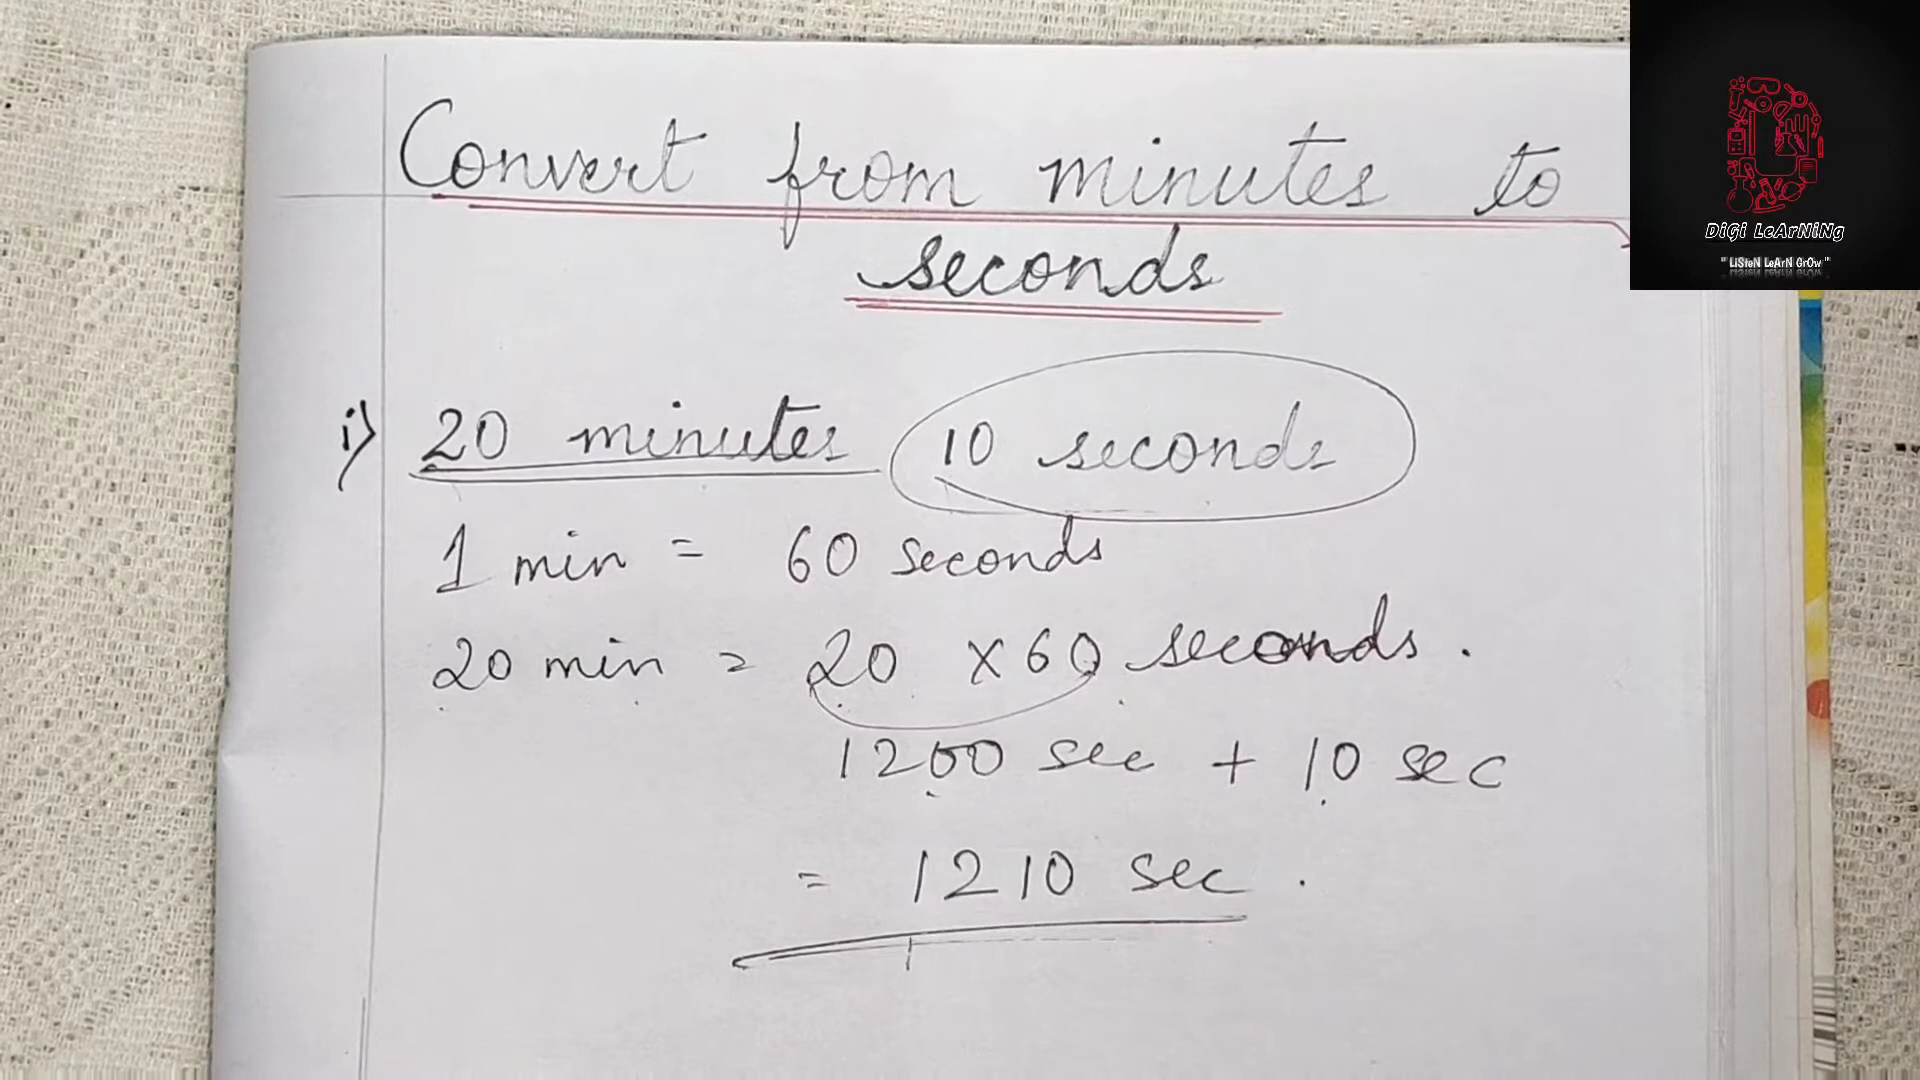 Convert from minutes to
seconds
i) 20 minutes 10 seconds
1 min = 60 seconds
20 min = 20 x 60 seconds.
1200 sec + 10 sec
= 1210 sec.
DiGi LeArNiNg
" LISteN LeArN GrOw "